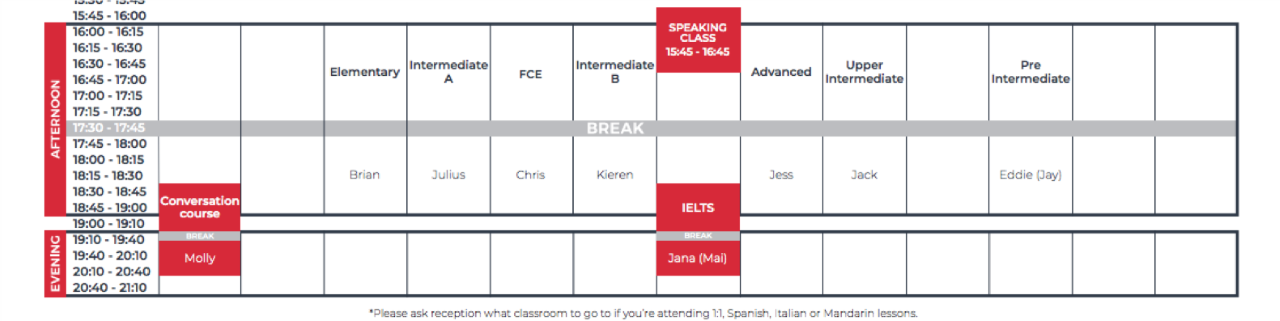 15:30 - 15:45
15:45 - 16:00
AFTERNOON
16:00 - 16:15
16:15 - 16:30
16:30 - 16:45
16:45 - 17:00
17:00 - 17:15
17:15 - 17:30
17:30 - 17:45
17:45 - 18:00
18:00 - 18:15
18:15 - 18:30
18:30 - 18:45
18:45 - 19:00
19:00 - 19:10
EVENING
19:10 - 19:40
19:40 - 20:10
20:10 - 20:40
20:40 - 21:10
Conversation
course
BREAK
Molly
Elementary
Brian
Intermediate
A
Julius
FCE
Chris
Intermediate
B
BREAK
Kieren
SPEAKING
CLASS
15:45 - 16:45
IELTS
BREAK
Jana (Mai)
Advanced
Jess
Upper
Intermediate
Jack
Pre
Intermediate
Eddie (Jay)
*Please ask reception what classroom to go to if you're attending 1:1, Spanish, Italian or Mandarin lessons.